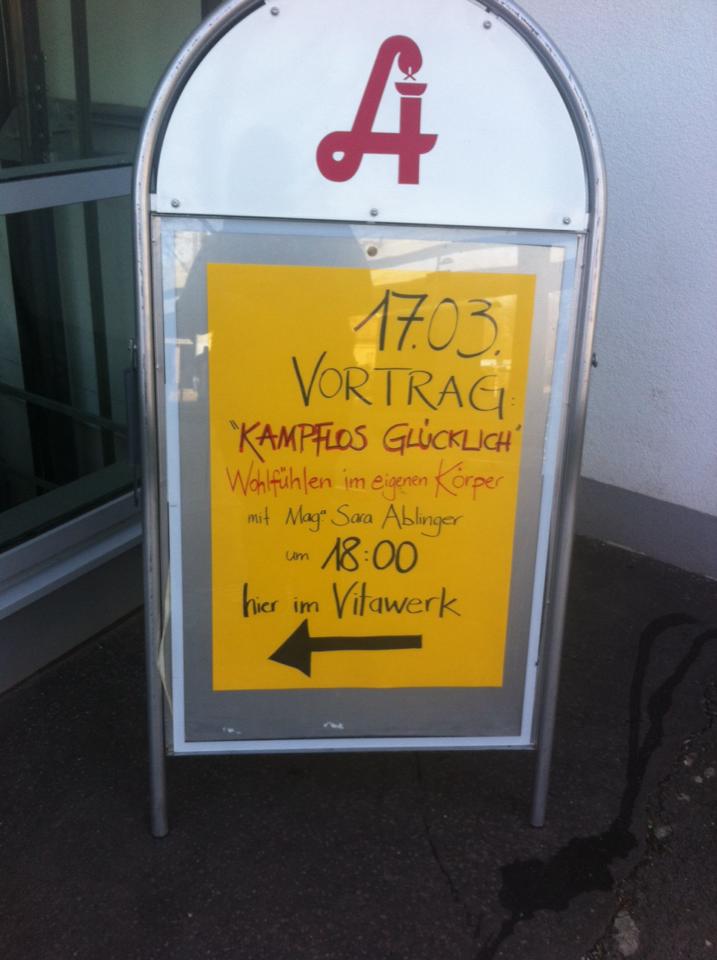 17.03.
VORTRAG:
"KAMPFLOS GLÜCKLICH"
Wohlfühlen im eigenen Körper
mit Mag.ª Sara Ablinger
um 18:00
hier im Vitawerk